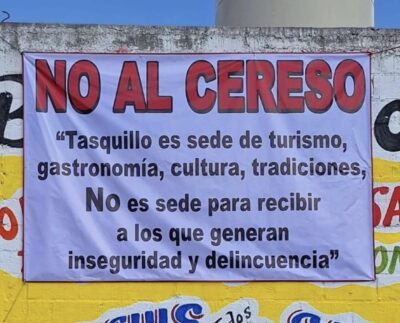 NO AL CERESO
“Tasquillo es sede de turismo,
gastronomía, cultura, tradiciones,
No es sede para recibir
a los que generan
inseguridad y delincuencia”